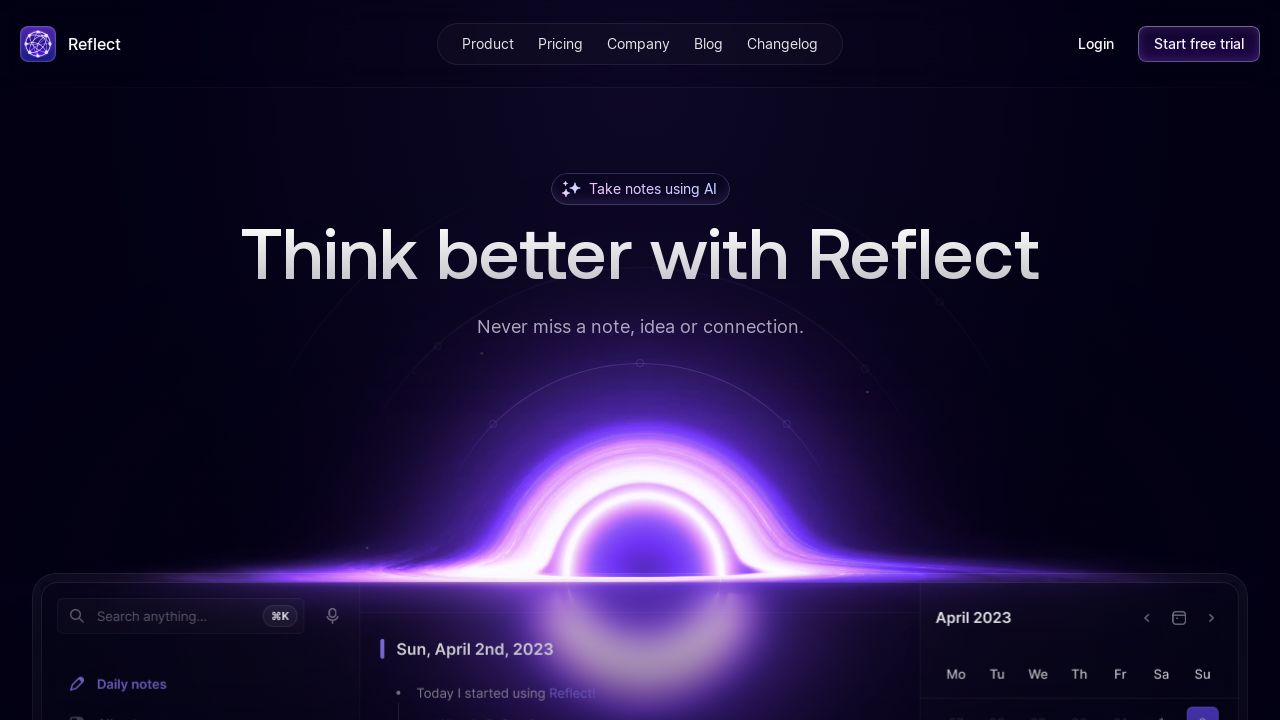 Reflect
Product Pricing Company Blog Changelog
Login
Start free trial
Take notes using AI
Think better with Reflect
Never miss a note, idea or connection.
Search anything...
⌘K
Daily notes
Sun, April 2nd, 2023
Today I started using Reflect!
April 2023
Mo Tu We Th Fr Sa Su